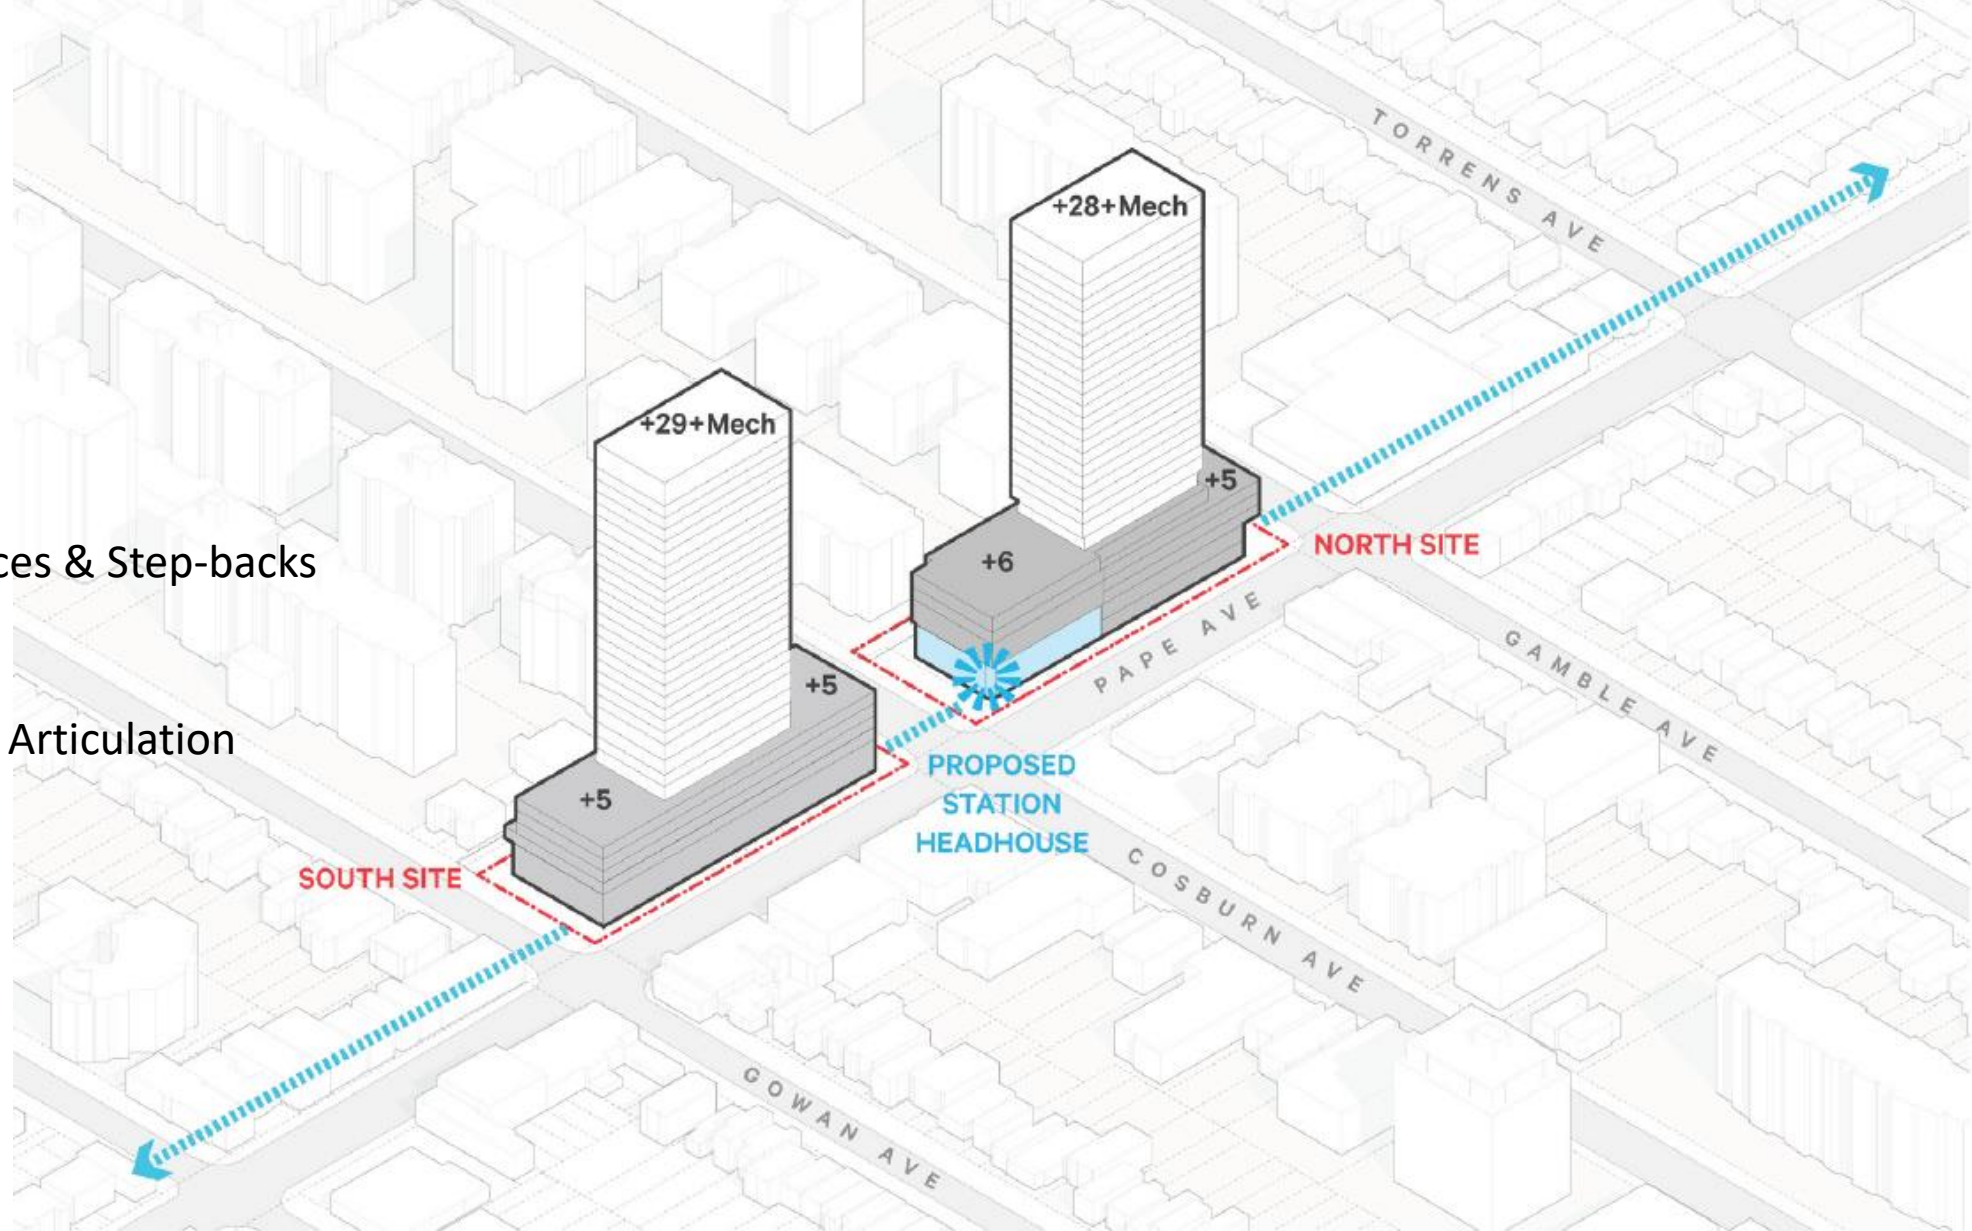 TORRENS AVE
+28+Mech
+29+Mech
+5
NORTH SITE
ces & Step-backs
+6
PAPE AVE
GAMBLE AVE
+5
Articulation
PROPOSED
STATION
HEADHOUSE
+5
SOUTH SITE
COSBURN AVE
GOWAN AVE